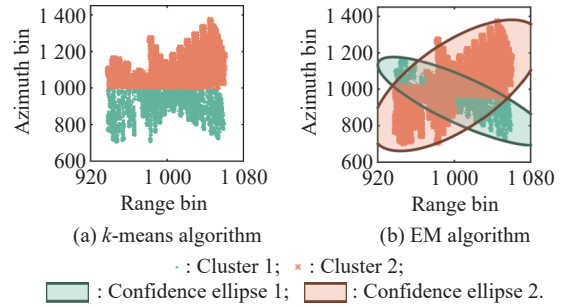 1 400
1 200
1 000
800
600
Azimuth bin
920
1 000
1 080
Range bin
(a) k-means algorithm
1 400
1 200
1 000
800
600
Azimuth bin
920
1 000
1 080
Range bin
(b) EM algorithm
: Cluster 1; : Cluster 2;
: Confidence ellipse 1; : Confidence ellipse 2.